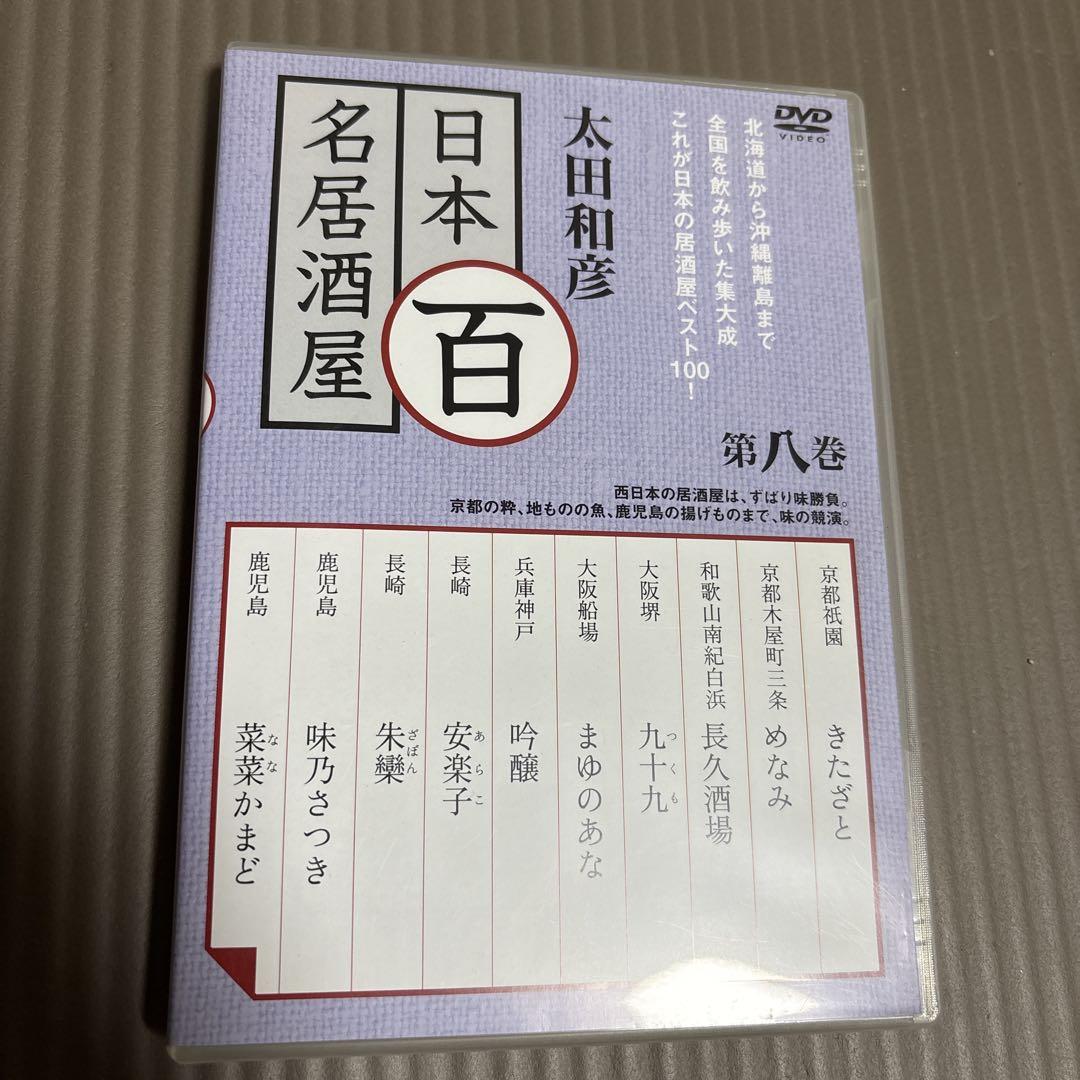 DVD
VIDEO
北海道から沖縄離島まで
全国を飲み歩いた集大成
これが日本の居酒屋ベスト100！
太田和彦
日本百
名居酒屋
第八巻
西日本の居酒屋は、ずばり味勝負。
京都の粋、地ものの魚、鹿児島の揚げものまで、味の競演。
京都祇園 きたざと
京都木屋町三条 めなみ
和歌山南紀白浜 長久酒場
大阪堺 九十九
つくも
大阪船場 まゆのあな
兵庫神戸 吟醸
長崎 安楽子
あらこ
長崎 朱欒
ざぼん
鹿児島 味乃さつき
鹿児島 菜菜かまど
なな